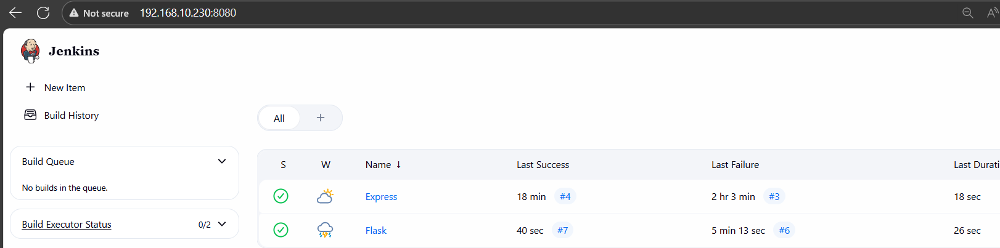 Not secure 192.168.10.230:8080
Jenkins
New Item
Build History
All
Build Queue
No builds in the queue.
Build Executor Status 0/2
S W Name ↓ Last Success Last Failure Last Durati
Express 18 min #4 2 hr 3 min #3 18 sec
Flask 40 sec #7 5 min 13 sec #6 26 sec